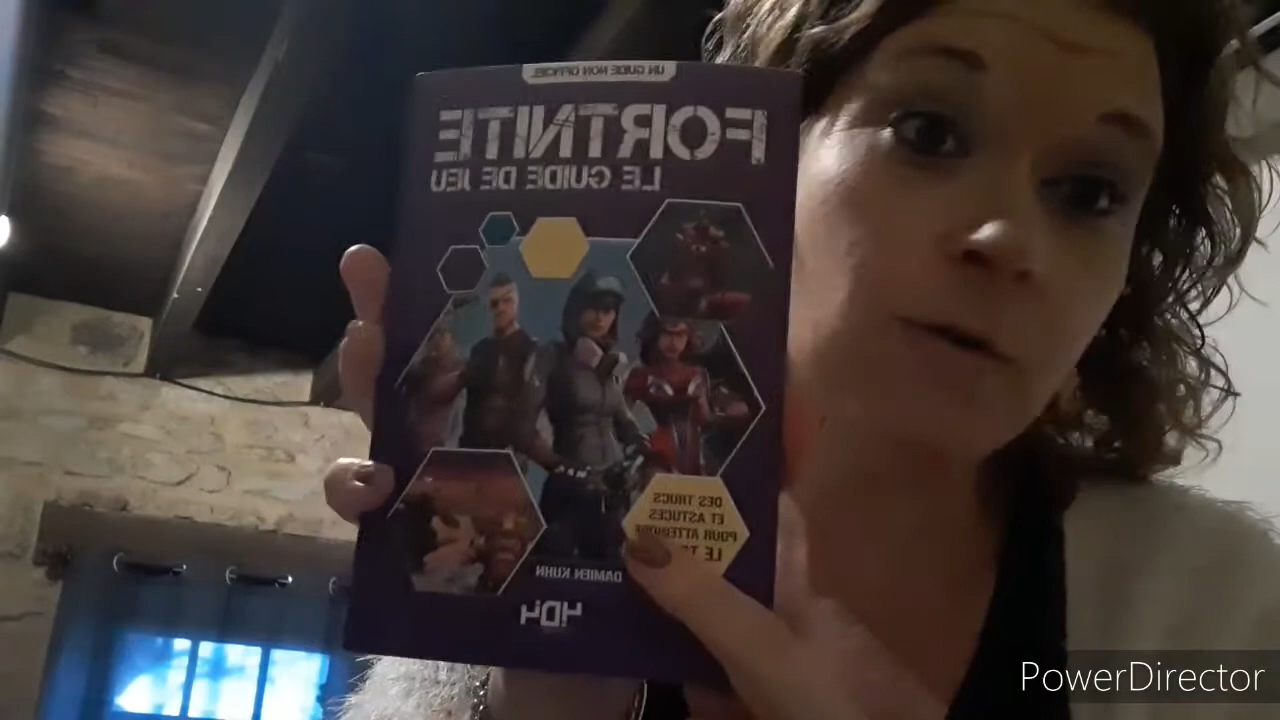 UN GUIDE NON OFFICIEL
FORTNITE
LE GUIDE DE JEU
DES TRUCS
ET ASTUCES
POUR ATTEINDRE
LE
DAMIEN KUHN
404
PowerDirector